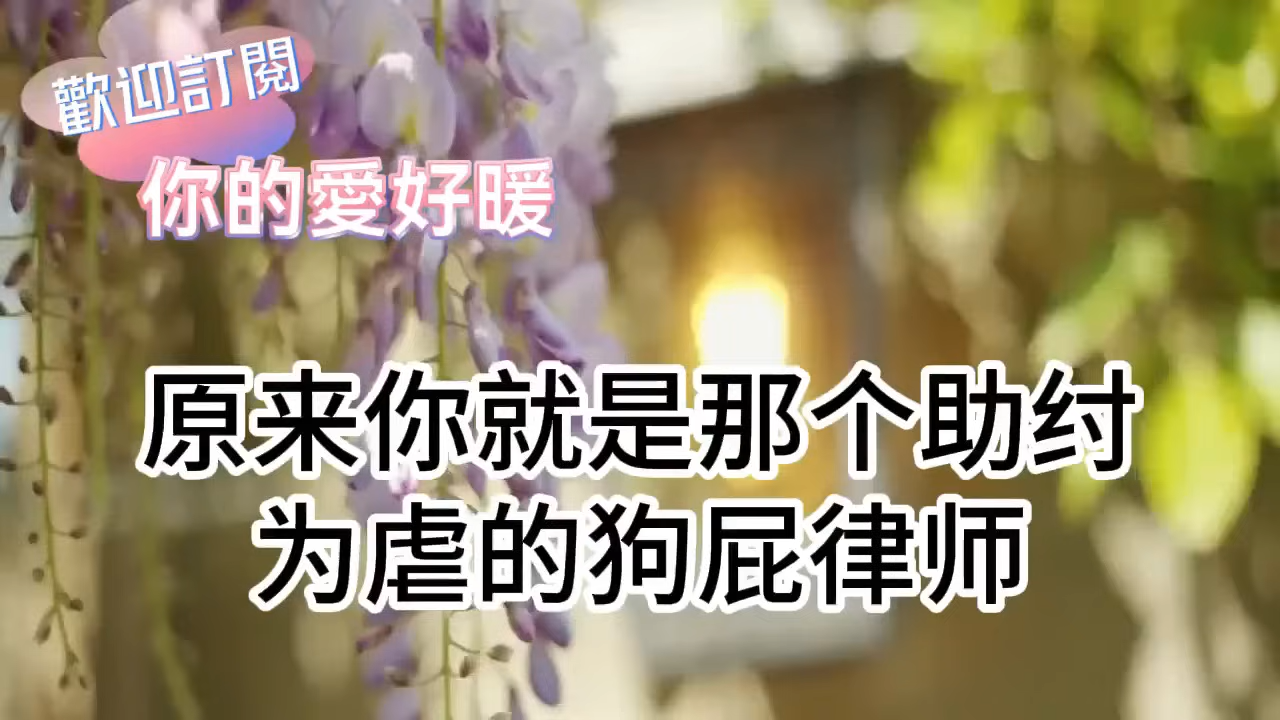 歡迎訂閱
你的愛好暖
原来你就是那个助纣
为虐的狗屁律师